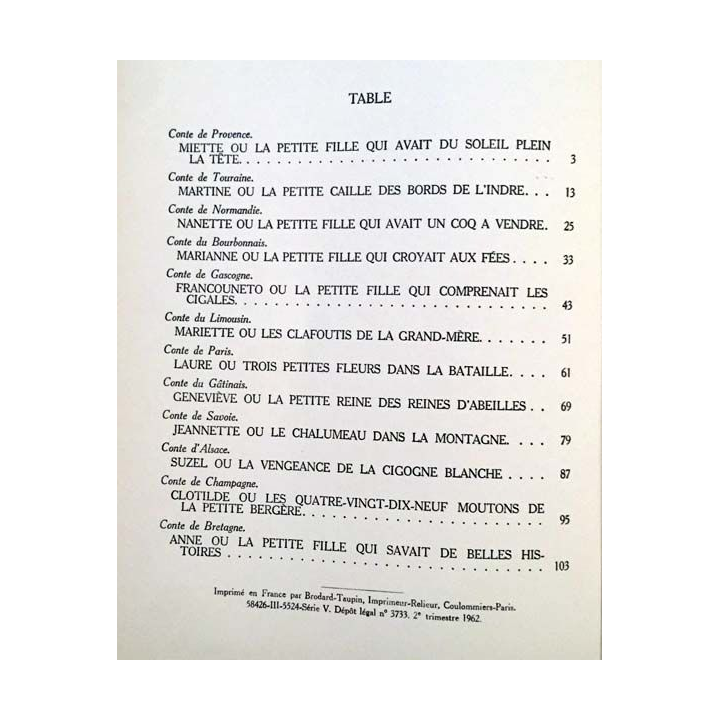 TABLE
Conte de Provence.
MIETTE OU LA PETITE FILLE QUI AVAIT DU SOLEIL PLEIN
LA TÊTE. . . . . . . . . . . . . . . . . . . . . . . . . . . . . . 3
Conte de Touraine.
MARTINE OU LA PETITE CAILLE DES BORDS DE L'INDRE. . . 13
Conte de Normandie.
NANETTE OU LA PETITE FILLE QUI AVAIT UN COQ A VENDRE. 25
Conte du Bourbonnais.
MARIANNE OU LA PETITE FILLE QUI CROYAIT AUX FÉES . . . . 33
Conte de Gascogne.
FRANCOUNETO OU LA PETITE FILLE QUI COMPRENAIT LES
CIGALES. . . . . . . . . . . . . . . . . . . . . . . . . . . . . . 43
Conte du Limousin.
MARIETTE OU LES CLAFOUTIS DE LA GRAND-MÈRE. . . . . . . 51
Conte de Paris.
LAURE OU TROIS PETITES FLEURS DANS LA BATAILLE. . . . 61
Conte du Gâtinais.
GENEVIÈVE OU LA PETITE REINE DES REINES D'ABEILLES . . 69
Conte de Savoie.
JEANNETTE OU LE CHALUMEAU DANS LA MONTAGNE. . . . 79
Conte d'Alsace.
SUZEL OU LA VENGEANCE DE LA CIGOGNE BLANCHE . . . . 87
Conte de Champagne.
CLOTILDE OU LES QUATRE-VINGT-DIX-NEUF MOUTONS DE
LA PETITE BERGÈRE. . . . . . . . . . . . . . . . . . . . . . . . 95
Conte de Bretagne.
ANNE OU LA PETITE FILLE QUI SAVAIT DE BELLES HIS-
TOIRES . . . . . . . . . . . . . . . . . . . . . . . . . . . . . . 103
Imprimé en France par Brodard-Taupin, Imprimeur-Relieur, Coulommiers-Paris.
58426-III-5524-Série V. Dépôt légal n° 3733. 2e trimestre 1962.